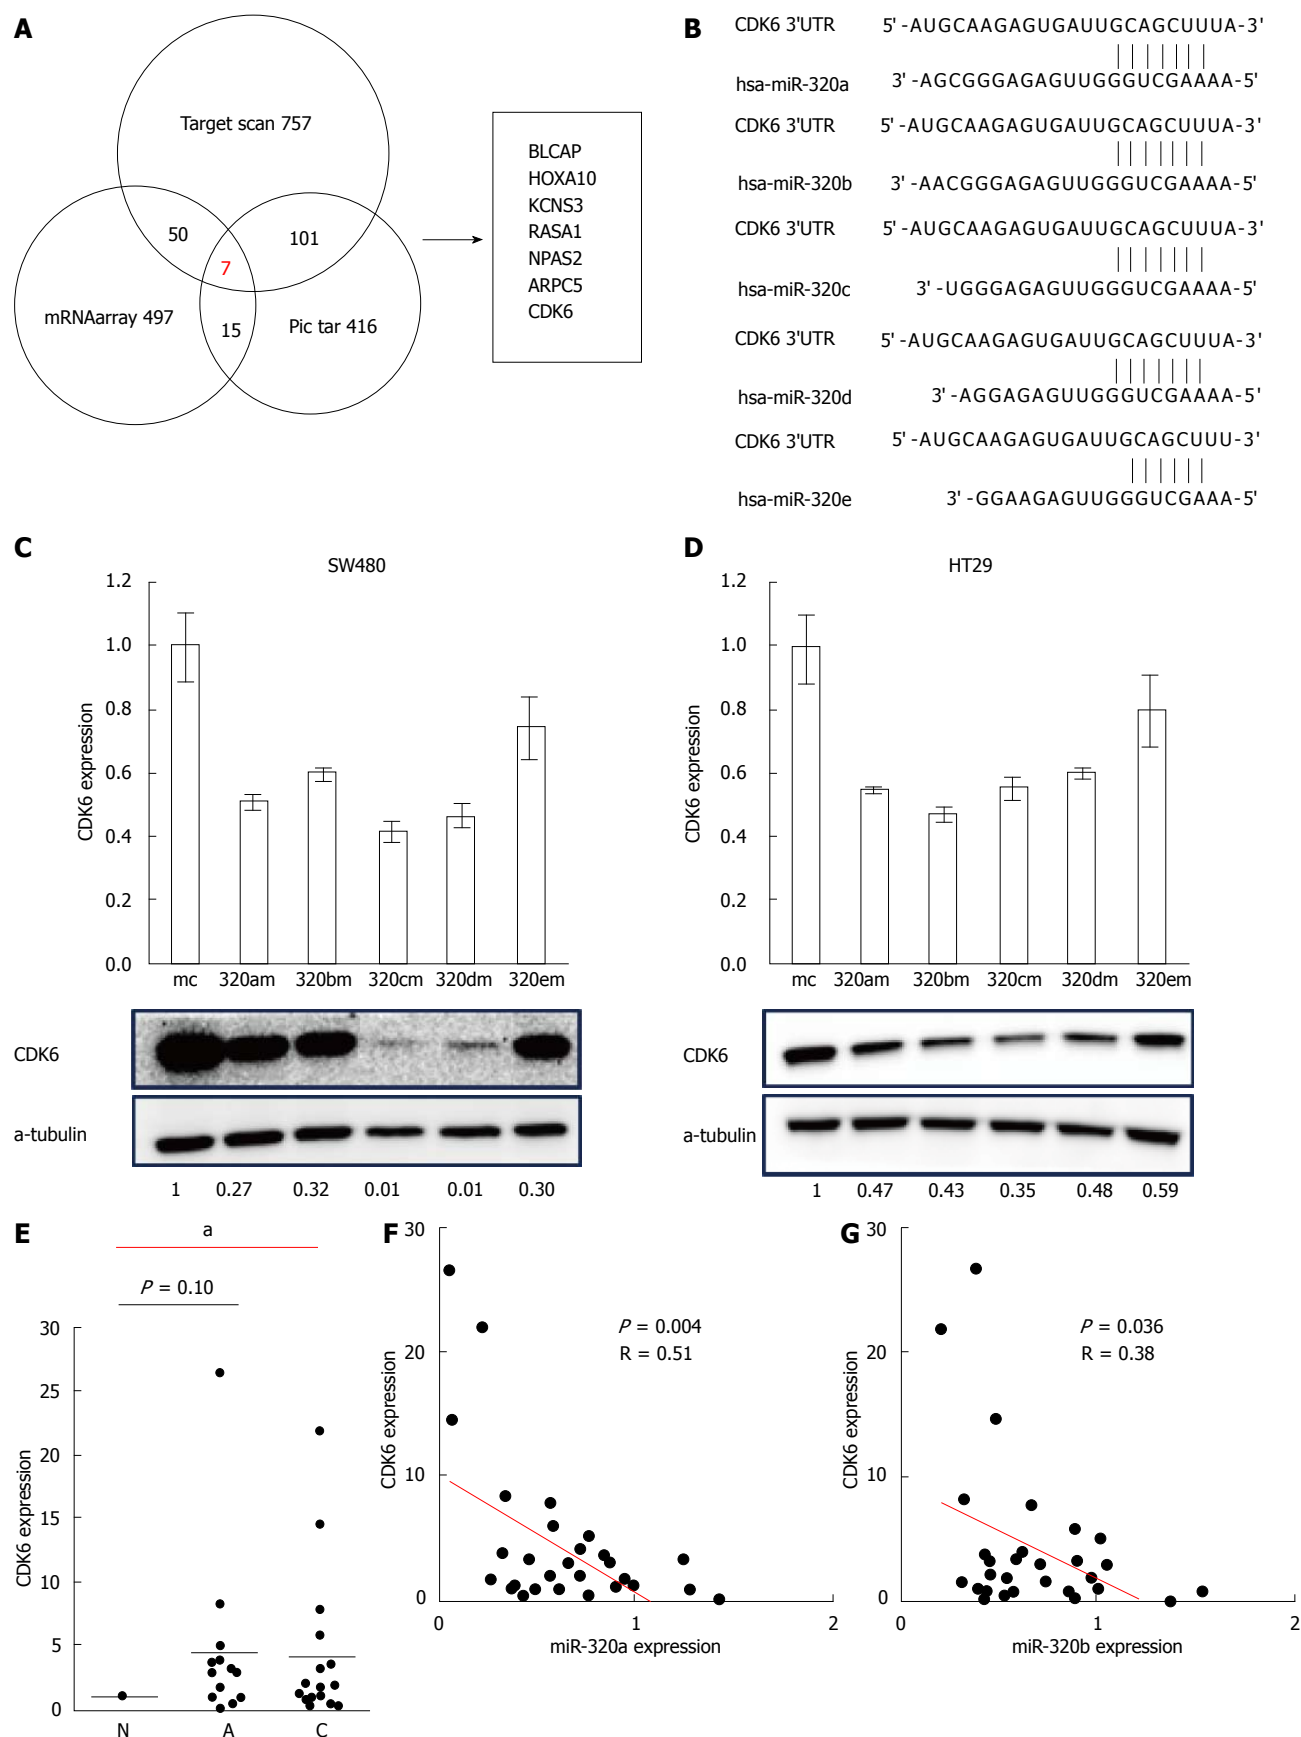 A
Target scan 757
50
101
7
mRNAarray 497
15
Pic tar 416
BLCAP
HOXA10
KCNS3
RASA1
NPAS2
ARPC5
CDK6
B
CDK6 3'UTR 5' -AUGCAAGAGUGAUUGCAGCUUUA-3'
hsa-miR-320a 3' -AGCGGGAGAGUUGGGUCGAAAA-5'
CDK6 3'UTR 5' -AUGCAAGAGUGAUUGCAGCUUUA-3'
hsa-miR-320b 3' -AACGGGAGAGUUGGGUCGAAAA-5'
CDK6 3'UTR 5' -AUGCAAGAGUGAUUGCAGCUUUA-3'
hsa-miR-320c 3' -UGGGAGAGUUGGGUCGAAAA-5'
CDK6 3'UTR 5' -AUGCAAGAGUGAUUGCAGCUUUA-3'
hsa-miR-320d 3' -AGGAGAGUUGGGUCGAAAA-5'
CDK6 3'UTR 5' -AUGCAAGAGUGAUUGCAGCUUU-3'
hsa-miR-320e 3' -GGAAGAGUUGGGUCGAAA-5'
C
SW480
CDK6 expression
1.2
1.0
0.8
0.6
0.4
0.2
0.0
mc 320am 320bm 320cm 320dm 320em
CDK6
a-tubulin
1 0.27 0.32 0.01 0.01 0.30
D
HT29
CDK6 expression
1.2
1.0
0.8
0.6
0.4
0.2
0.0
mc 320am 320bm 320cm 320dm 320em
CDK6
a-tubulin
1 0.47 0.43 0.35 0.48 0.59
E
a
P = 0.10
CDK6 expression
30
25
20
15
10
5
0
N A C
F
CDK6 expression
30
20
10
0
P = 0.004
R = 0.51
0 1 2
miR-320a expression
G
CDK6 expression
30
20
10
0
P = 0.036
R = 0.38
0 1 2
miR-320b expression